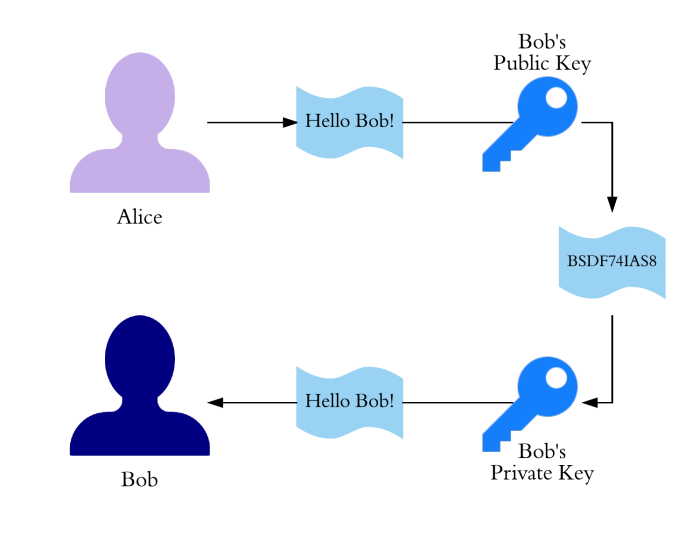 Bob's
Public Key
Hello Bob!
Alice
BSDF74IAS8
Hello Bob!
Bob's
Private Key
Bob